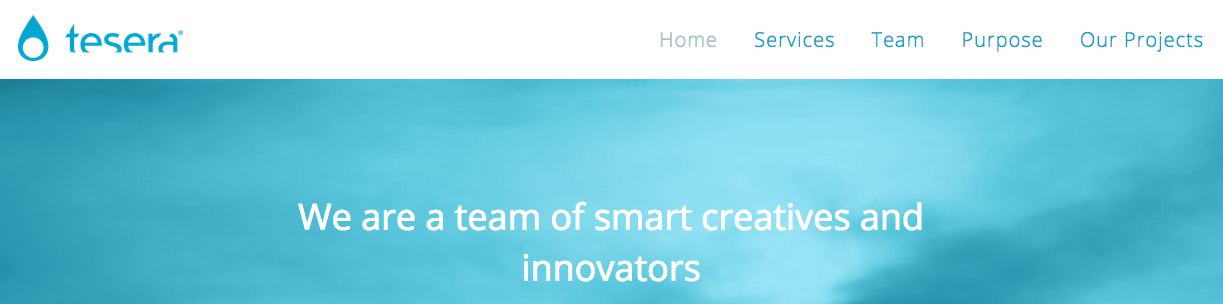 tesera®
Home Services Team Purpose Our Projects
We are a team of smart creatives and
innovators